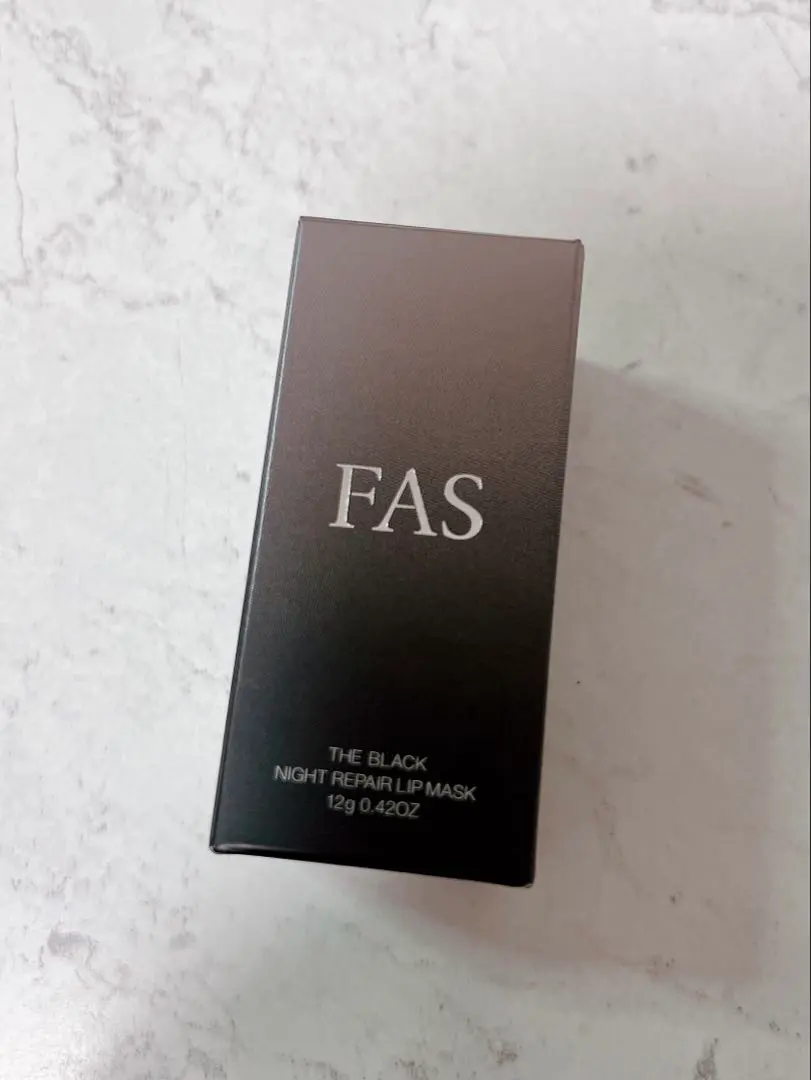 FAS
THE BLACK
NIGHT REPAIR LIP MASK
12g 0.42OZ